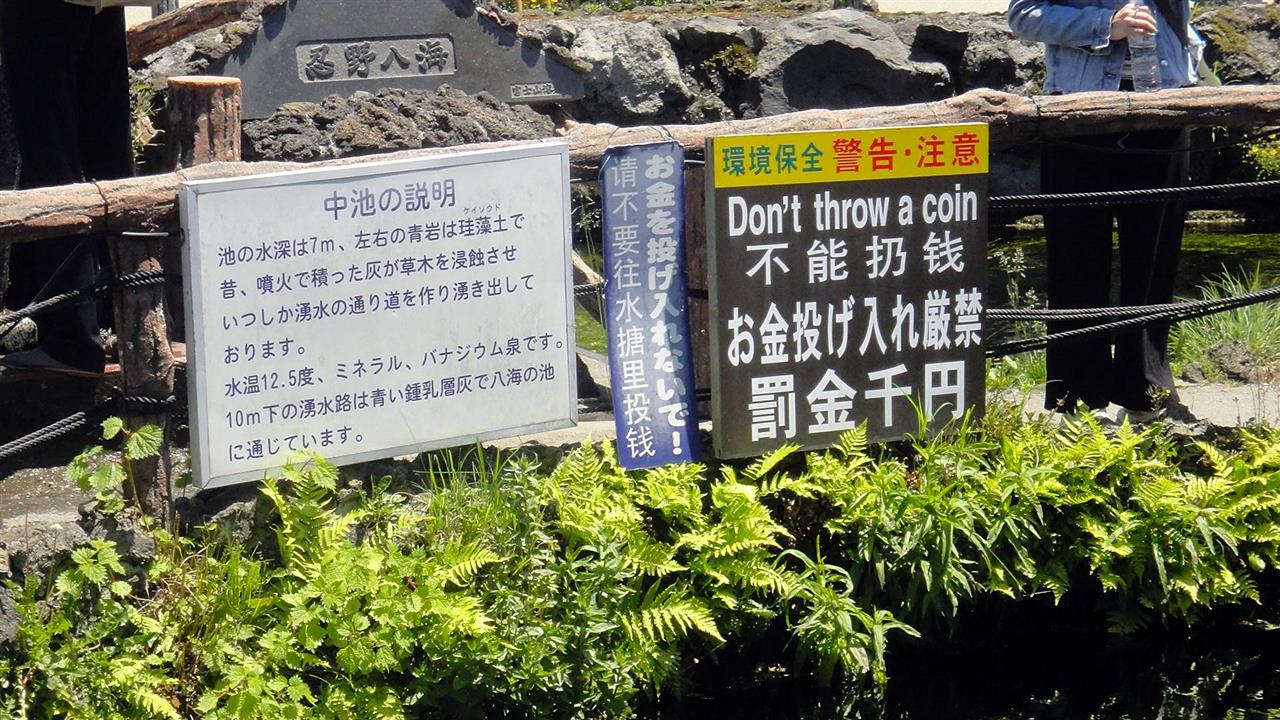 忍野八海
中池の説明
池の水深は7m、左右の青岩は珪藻土で
ケイソウド
昔、噴火で積った灰が草木を浸蝕させ
いつしか湧水の通り道を作り湧き出して
おります。
水温12.5度、ミネラル、バナジウム泉です。
10m下の湧水路は青い鍾乳層灰で八海の池
に通じています。
お金を投げ入れないで!
请不要往水搪里投钱
環境保全 警告・注意
Don't throw a coin
不能扔钱
お金投げ入れ厳禁
罰金千円